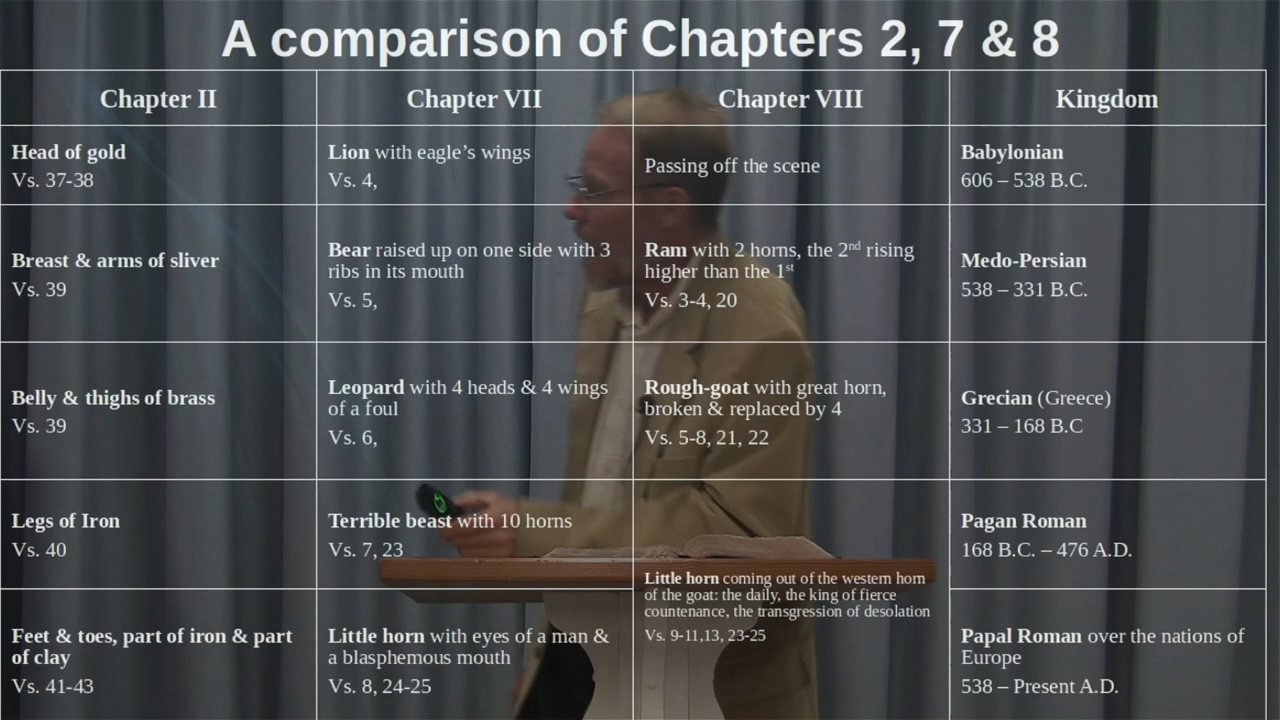 A comparison of Chapters 2, 7 & 8
Chapter II
Chapter VII
Chapter VIII
Kingdom
Head of gold
Vs. 37-38
Lion with eagle’s wings
Vs. 4,
Passing off the scene
Babylonian
606 – 538 B.C.
Breast & arms of sliver
Vs. 39
Bear raised up on one side with 3
ribs in its mouth
Vs. 5,
Ram with 2 horns, the 2nd rising
higher than the 1st
Vs. 3-4, 20
Medo-Persian
538 – 331 B.C.
Belly & thighs of brass
Vs. 39
Leopard with 4 heads & 4 wings
of a foul
Vs. 6,
Rough-goat with great horn,
broken & replaced by 4
Vs. 5-8, 21, 22
Grecian (Greece)
331 – 168 B.C
Legs of Iron
Vs. 40
Terrible beast with 10 horns
Vs. 7, 23
Little horn coming out of the western horn
of the goat: the daily, the king of fierce
countenance, the transgression of desolation
Vs. 9-11,13, 23-25
Pagan Roman
168 B.C. – 476 A.D.
Feet & toes, part of iron & part
of clay
Vs. 41-43
Little horn with eyes of a man &
a blasphemous mouth
Vs. 8, 24-25
Papal Roman over the nations of
Europe
538 – Present A.D.